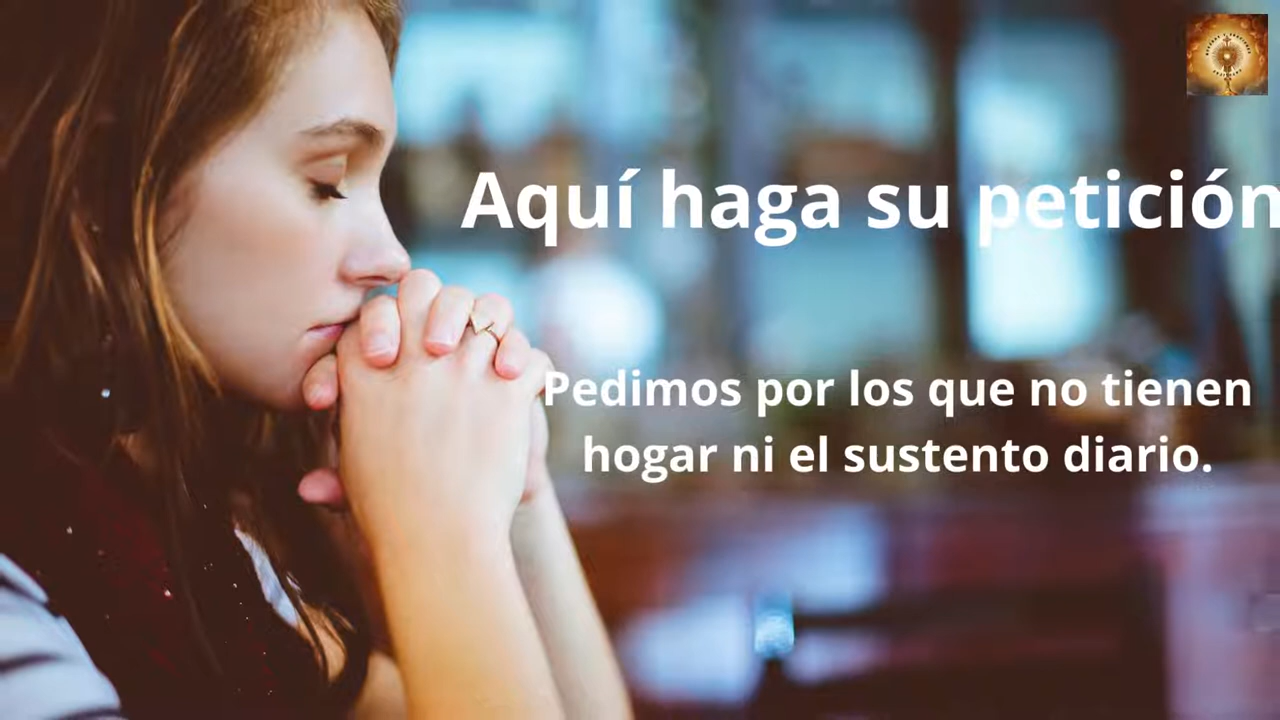 Aquí haga su petición
Pedimos por los que no tienen
hogar ni el sustento diario.